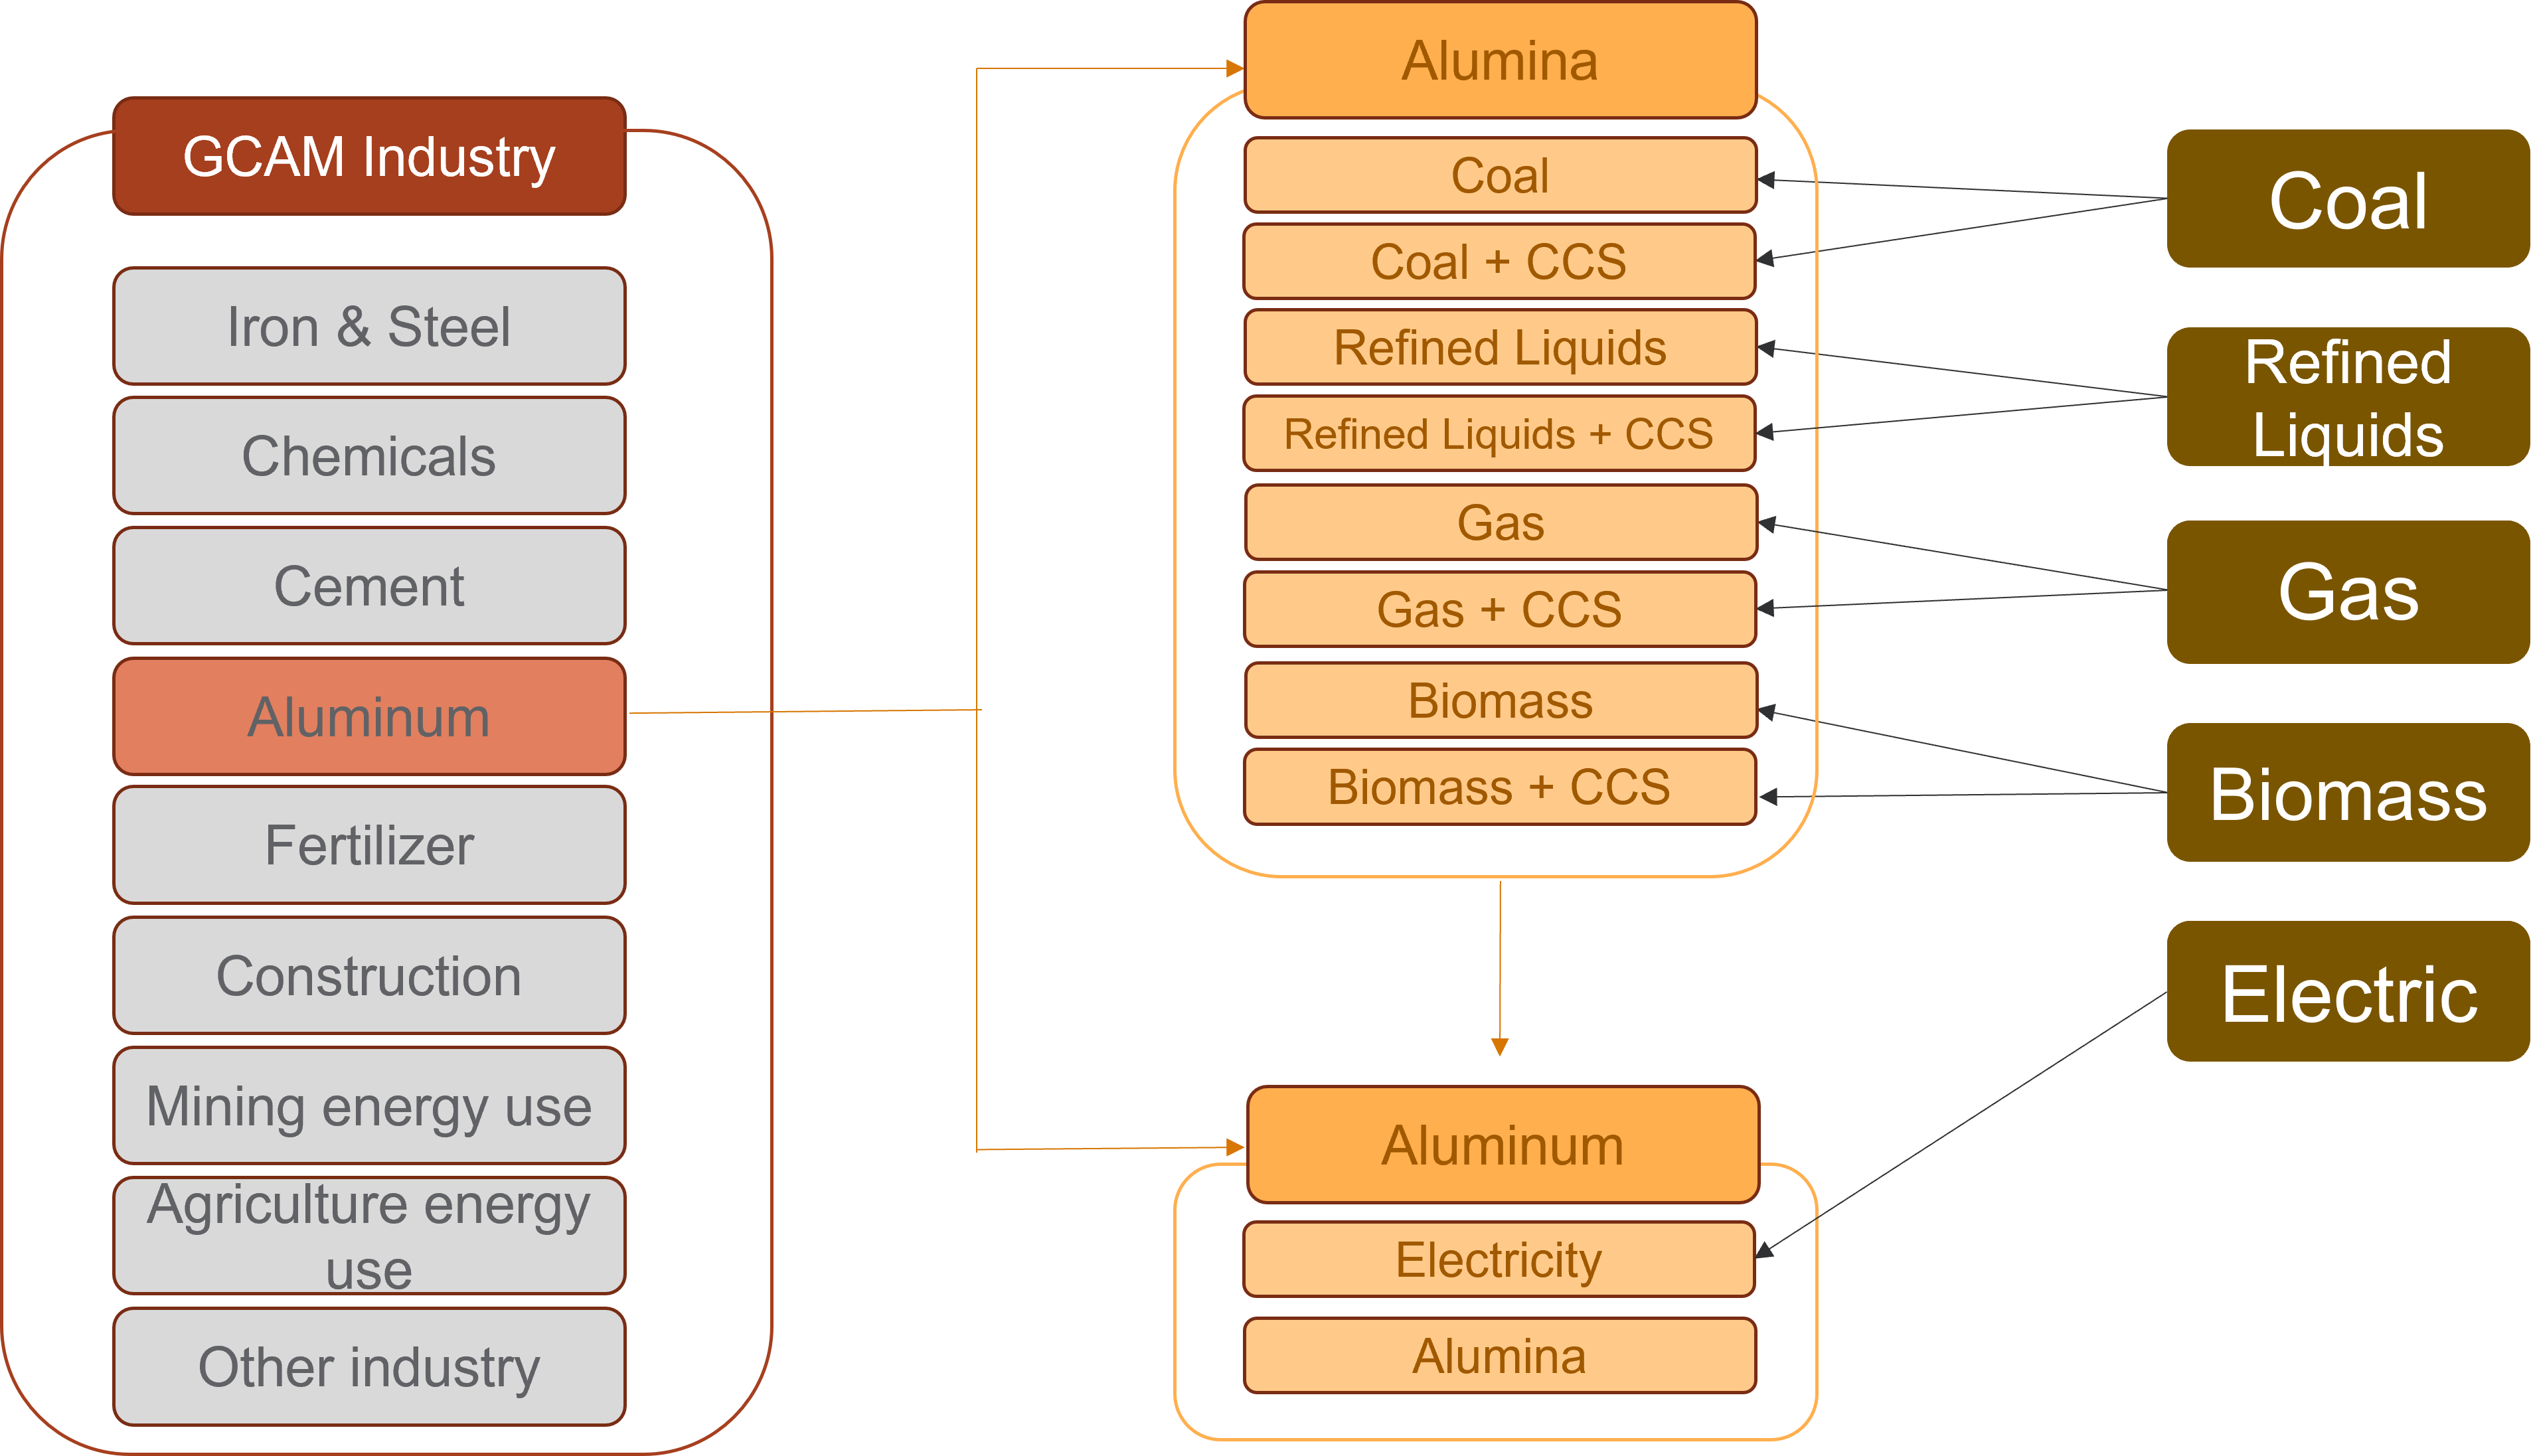 GCAM Industry
Iron & Steel
Chemicals
Cement
Aluminum
Fertilizer
Construction
Mining energy use
Agriculture energy
use
Other industry
Alumina
Coal
Coal + CCS
Refined Liquids
Refined Liquids + CCS
Gas
Gas + CCS
Biomass
Biomass + CCS
Aluminum
Electricity
Alumina
Coal
Refined
Liquids
Gas
Biomass
Electric